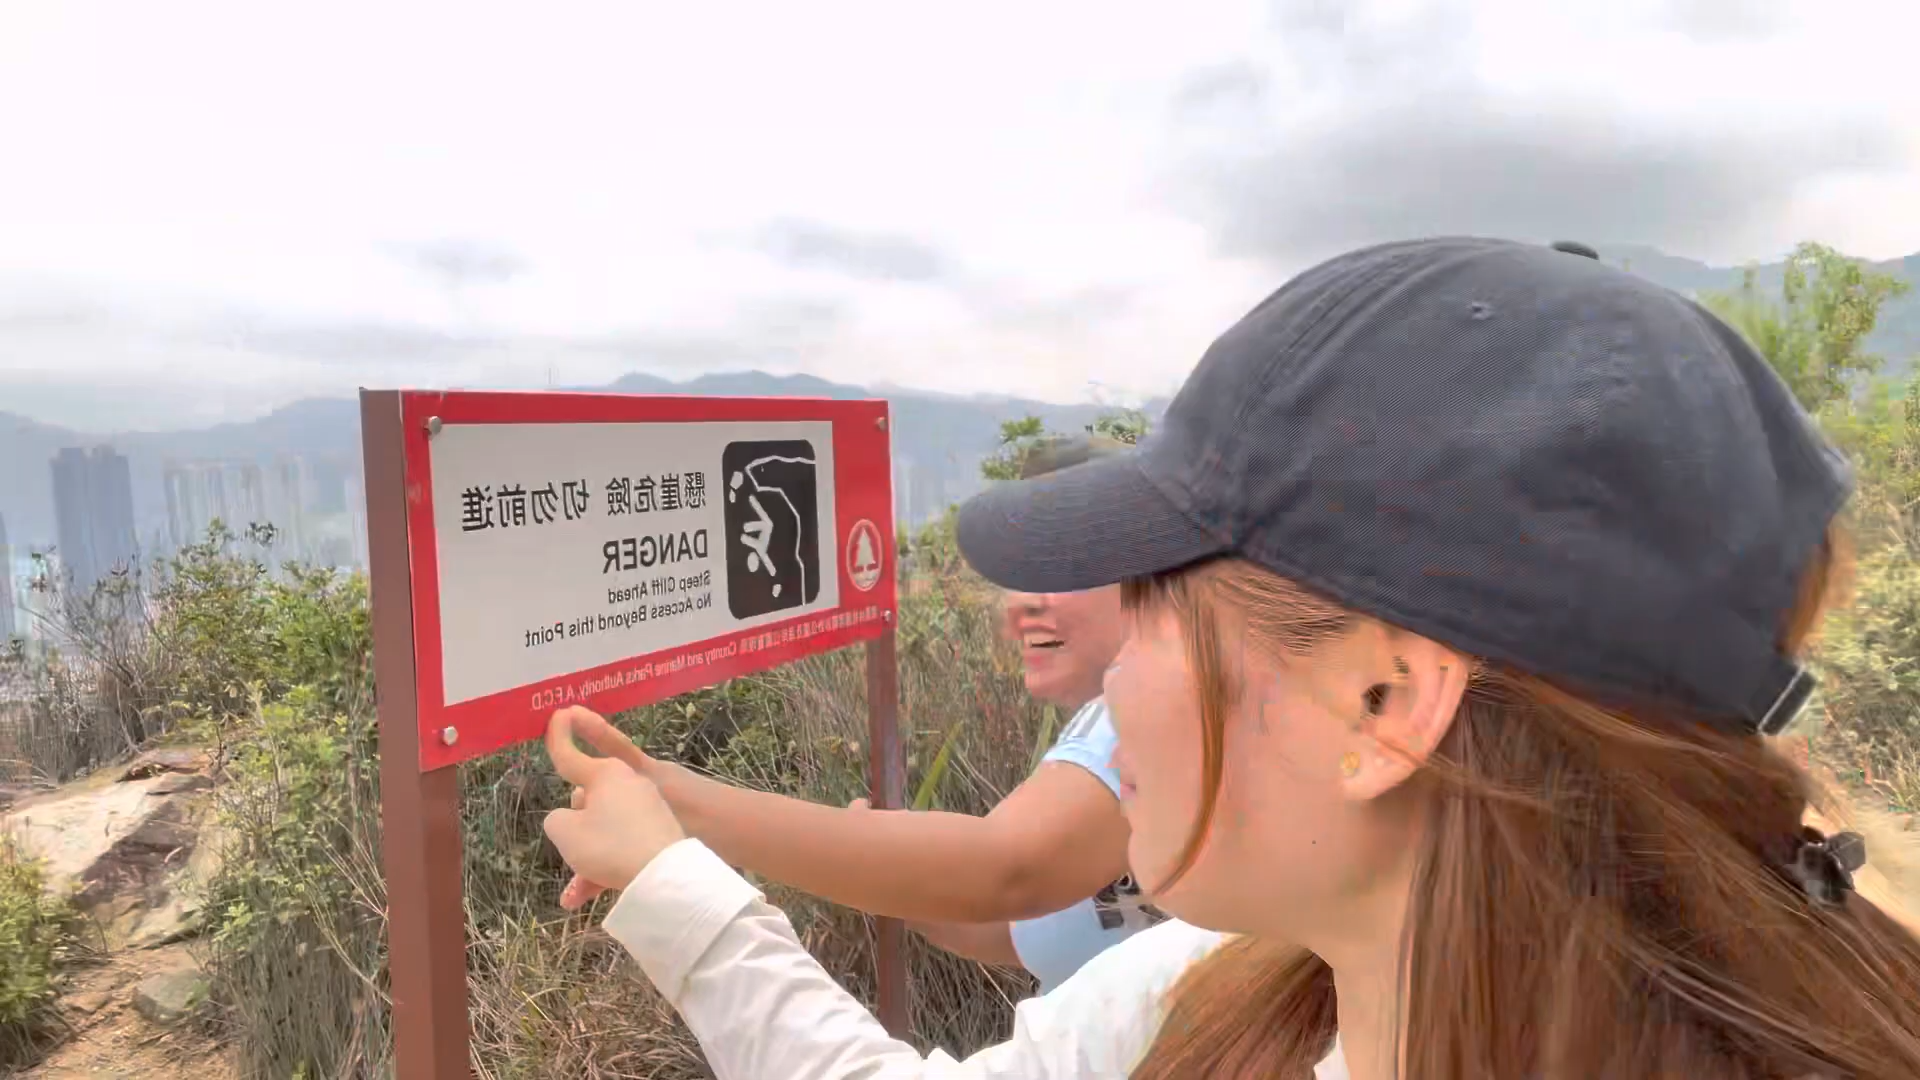 懸崖危險 切勿前進
DANGER
Steep Cliff Ahead
No Access Beyond this Point
Country and Marine Parks Authority, A.F.C.D.